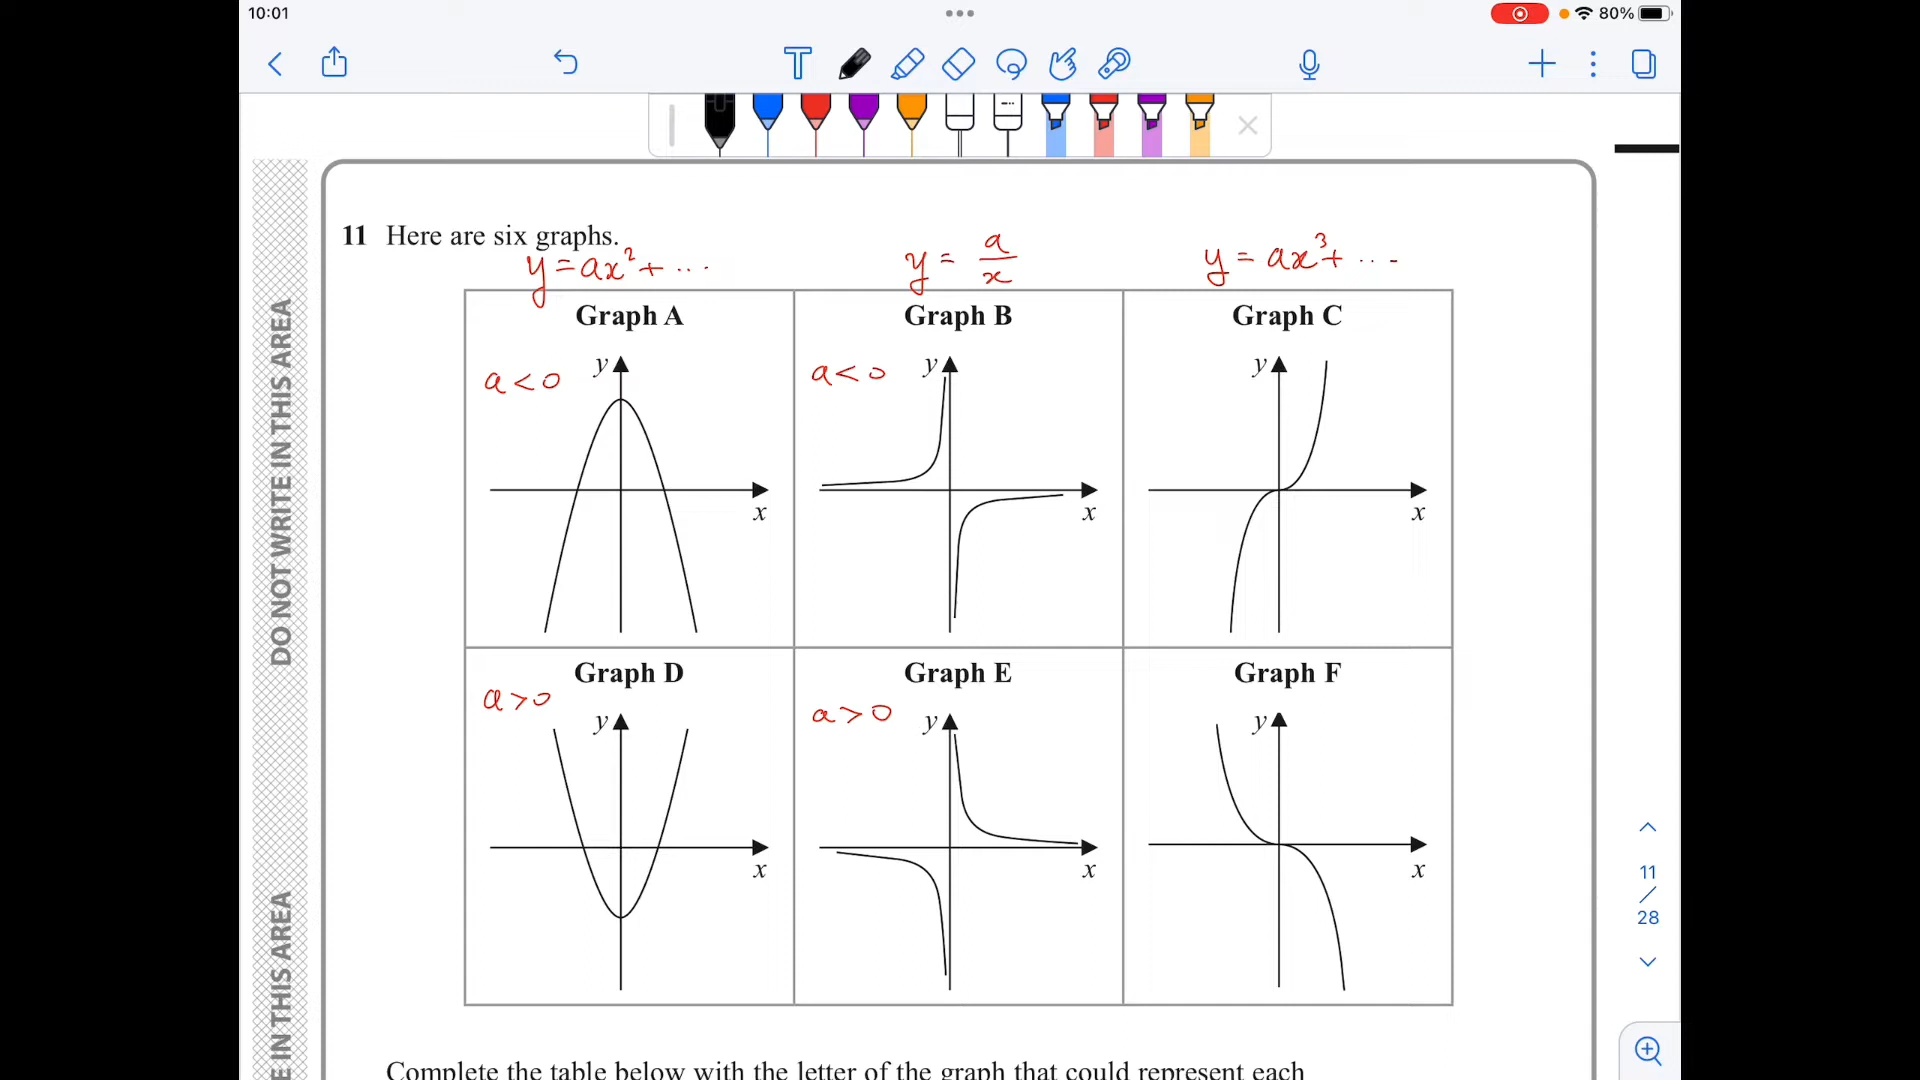 10:01
80%
T
11 Here are six graphs.
y = ax² + ...
y = a/x
y = ax³ + ...
Graph A
Graph B
Graph C
a < 0
y
x
a < 0
y
x
y
x
Graph D
Graph E
Graph F
a > 0
y
x
a > 0
y
x
y
x
Complete the table below with the letter of the graph that could represent each
DO NOT WRITE IN THIS AREA
E IN THIS AREA
11
/
28